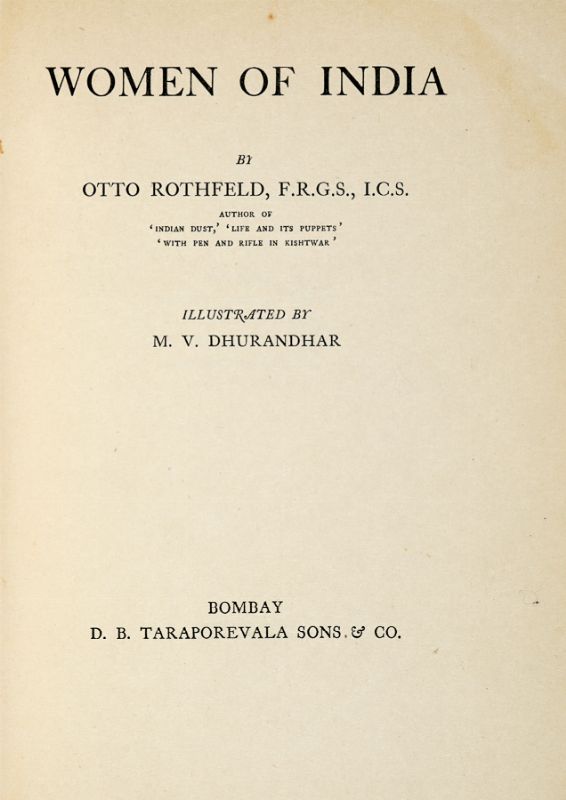 WOMEN OF INDIA
BY
OTTO ROTHFELD, F.R.G.S., I.C.S.
AUTHOR OF
‘INDIAN DUST,’ ‘LIFE AND ITS PUPPETS’
‘WITH PEN AND RIFLE IN KISHTWAR’
ILLUSTRATED BY
M. V. DHURANDHAR
BOMBAY
D. B. TARAPOREVALA SONS & CO.